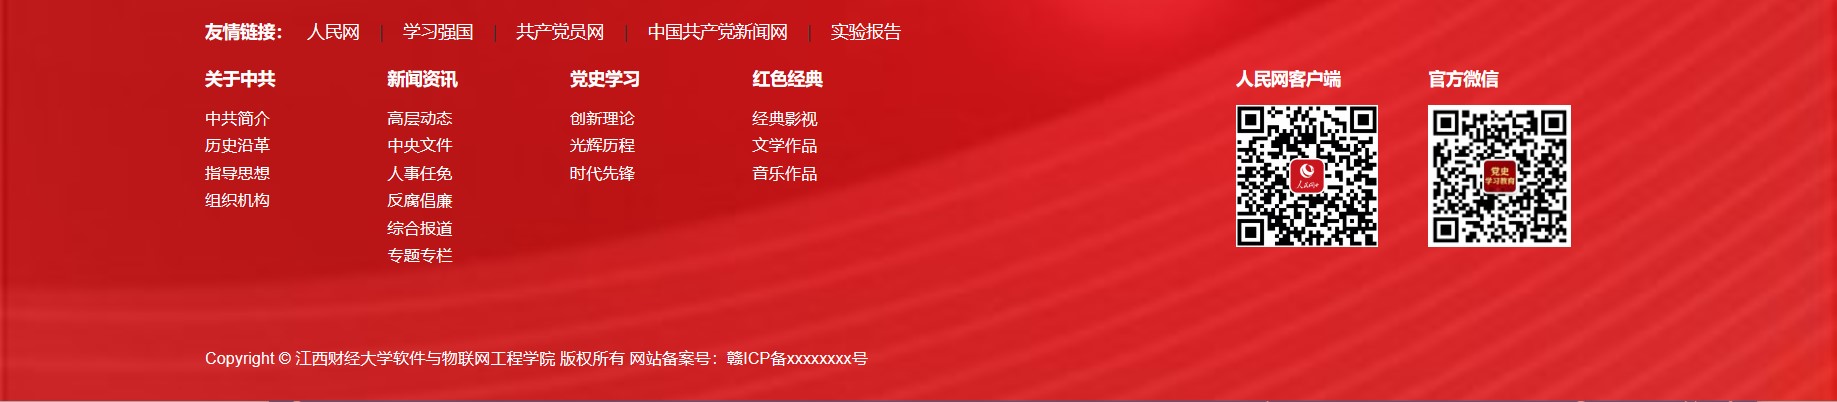 友情链接： 人民网 | 学习强国 | 共产党员网 | 中国共产党新闻网 | 实验报告
关于中共
中共简介
历史沿革
指导思想
组织机构
新闻资讯
高层动态
中央文件
人事任免
反腐倡廉
综合报道
专题专栏
党史学习
创新理论
光辉历程
时代先锋
红色经典
经典影视
文学作品
音乐作品
人民网客户端
人民网+
官方微信
党史
学习教育
Copyright © 江西财经大学软件与物联网工程学院 版权所有 网站备案号：赣ICP备xxxxxxxx号